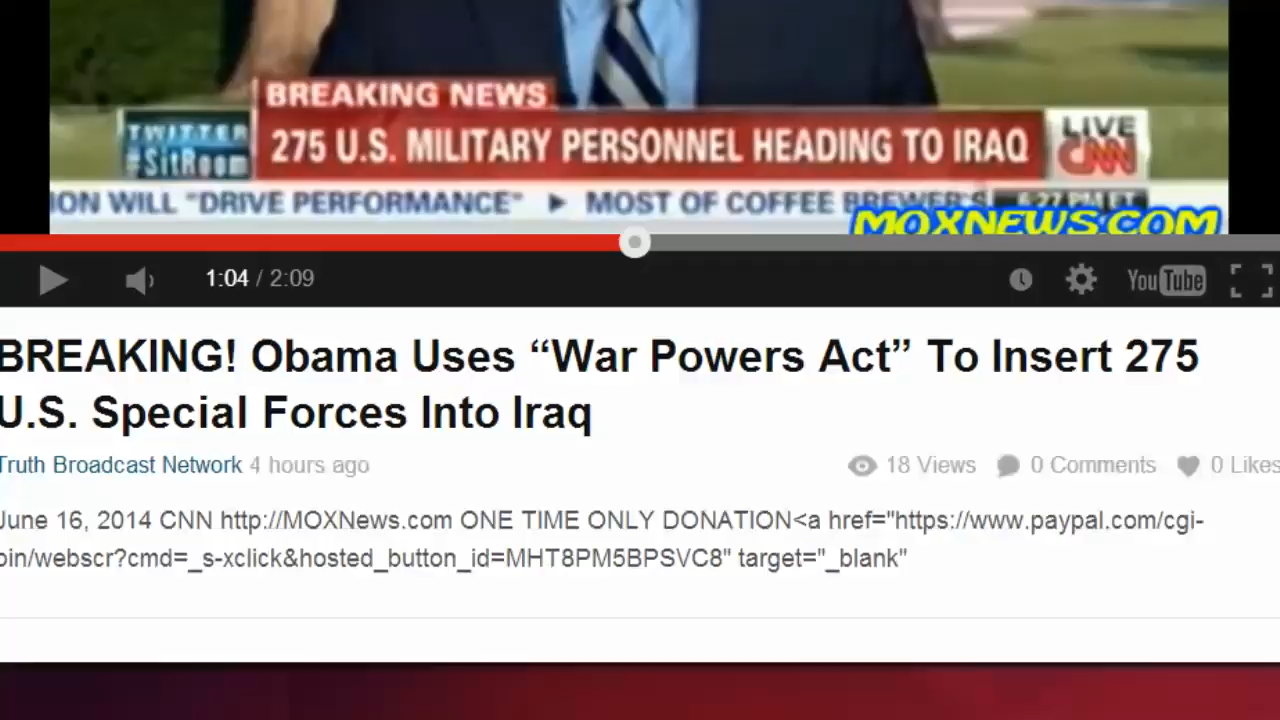 BREAKING NEWS
TWITTER
#SitRoom
275 U.S. MILITARY PERSONNEL HEADING TO IRAQ
LIVE
CNN
ION WILL "DRIVE PERFORMANCE" ► MOST OF COFFEE BREWER'S
MOXNEWS.COM
1:04 / 2:09
YouTube
BREAKING! Obama Uses “War Powers Act” To Insert 275
U.S. Special Forces Into Iraq
Truth Broadcast Network 4 hours ago
18 Views 0 Comments 0 Likes
June 16, 2014 CNN http://MOXNews.com ONE TIME ONLY DONATION<a href="https://www.paypal.com/cgi-
bin/webscr?cmd=_s-xclick&hosted_button_id=MHT8PM5BPSVC8" target="_blank"